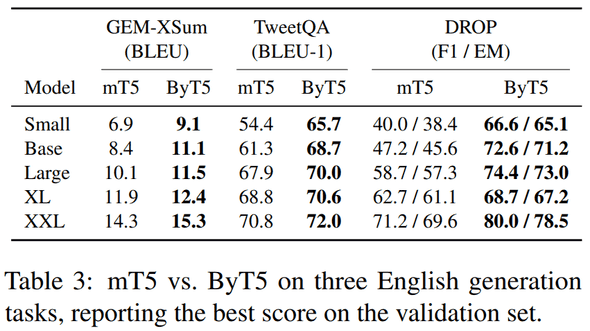 GEM-XSum TweetQA DROP
(BLEU) (BLEU-1) (F1 / EM)
Model mT5 ByT5 mT5 ByT5 mT5 ByT5
Small 6.9 9.1 54.4 65.7 40.0 / 38.4 66.6 / 65.1
Base 8.4 11.1 61.3 68.7 47.2 / 45.6 72.6 / 71.2
Large 10.1 11.5 67.9 70.0 58.7 / 57.3 74.4 / 73.0
XL 11.9 12.4 68.8 70.6 62.7 / 61.1 68.7 / 67.2
XXL 14.3 15.3 70.8 72.0 71.2 / 69.6 80.0 / 78.5
Table 3: mT5 vs. ByT5 on three English generation
tasks, reporting the best score on the validation set.